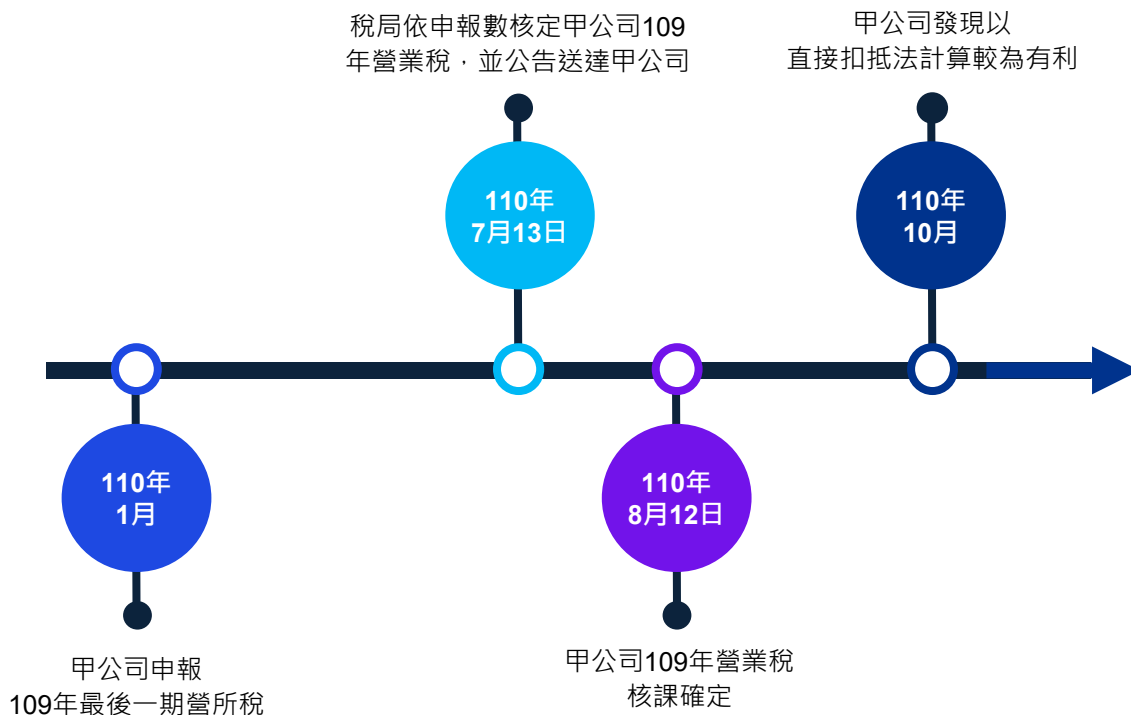 稅局依申報數核定甲公司109
年營業稅，並公告送達甲公司
甲公司發現以
直接扣抵法計算較為有利
110年
7月13日
110年
10月
110年
1月
110年
8月12日
甲公司申報
109年最後一期營所稅
甲公司109年營業稅
核課確定